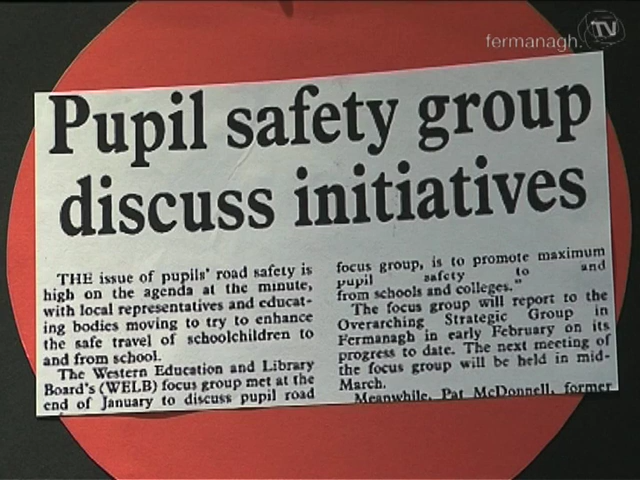 fermanagh.TV
Pupil safety group
discuss initiatives
THE issue of pupils' road safety is
high on the agenda at the minute,
with local representatives and educat-
ing bodies moving to try to enhance
the safe travel of schoolchildren to
and from school.
The Western Education and Library
Board's (WELB) focus group met at the
end of January to discuss pupil road
focus group, is to promote maximum
pupil safety to and
from schools and colleges."
The focus group will report to the
Overarching Strategic Group in
Fermanagh in early February on its
progress to date. The next meeting of
the focus group will be held in mid-
March.
Meanwhile, Pat McDonnell, former